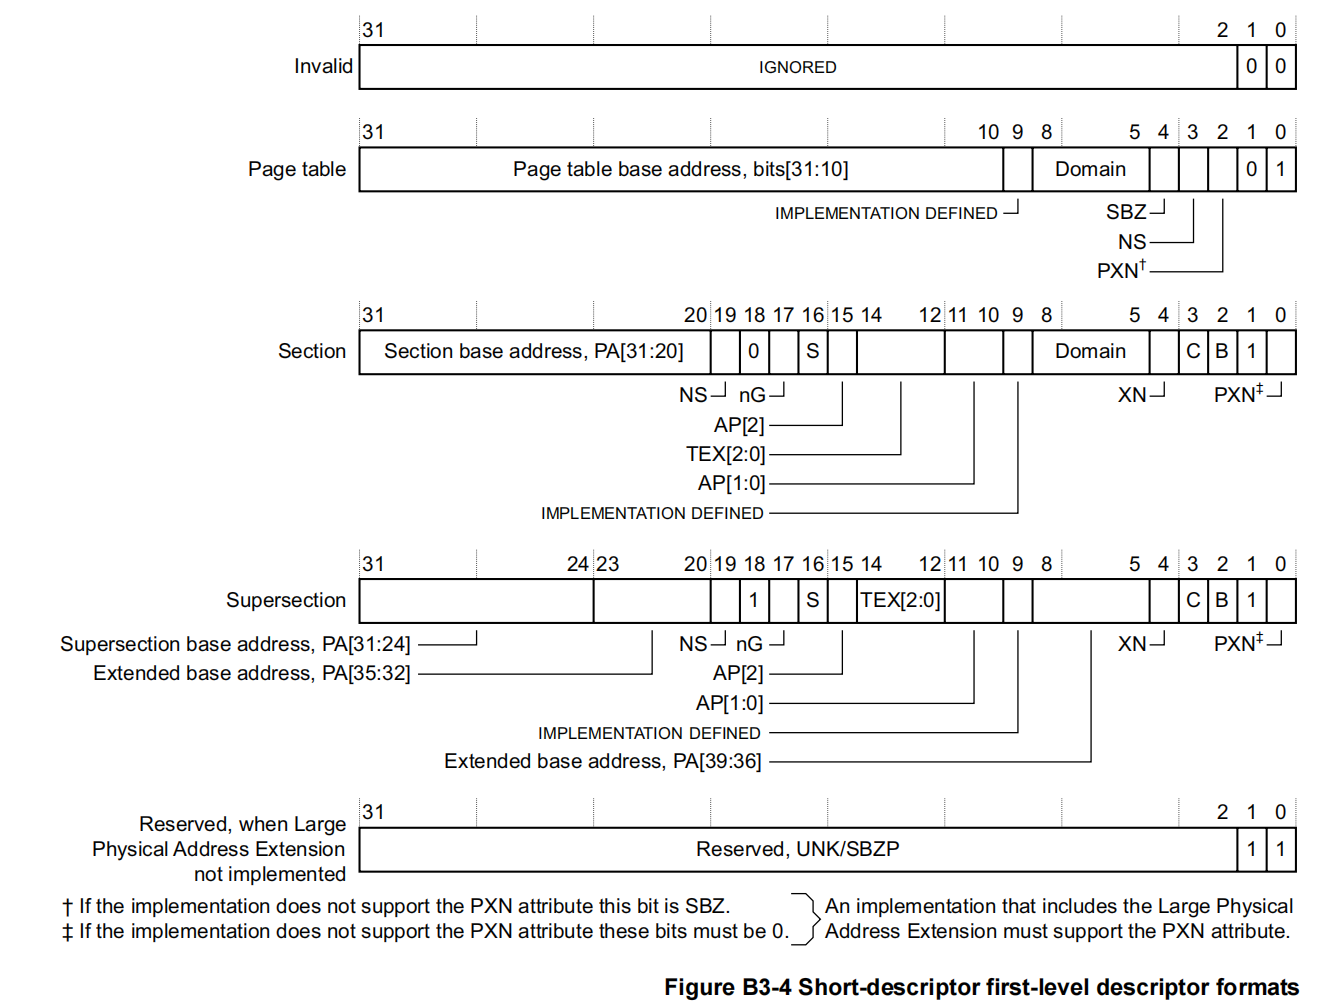 31 2 1 0
Invalid IGNORED 0 0
31 10 9 8 5 4 3 2 1 0
Page table Page table base address, bits[31:10] Domain 0 1
IMPLEMENTATION DEFINED SBZ
NS
PXN†
31 20 19 18 17 16 15 14 12 11 10 9 8 5 4 3 2 1 0
Section Section base address, PA[31:20] 0 S Domain C B 1
NS nG XN PXN‡
AP[2]
TEX[2:0]
AP[1:0]
IMPLEMENTATION DEFINED
31 24 23 20 19 18 17 16 15 14 12 11 10 9 8 5 4 3 2 1 0
Supersection 1 S TEX[2:0] C B 1
Supersection base address, PA[31:24] NS nG XN PXN‡
Extended base address, PA[35:32] AP[2]
AP[1:0]
IMPLEMENTATION DEFINED
Extended base address, PA[39:36]
31 2 1 0
Reserved, when Large
Physical Address Extension Reserved, UNK/SBZP 1 1
not implemented
† If the implementation does not support the PXN attribute this bit is SBZ. An implementation that includes the Large Physical
‡ If the implementation does not support the PXN attribute these bits must be 0. Address Extension must support the PXN attribute.
Figure B3-4 Short-descriptor first-level descriptor formats